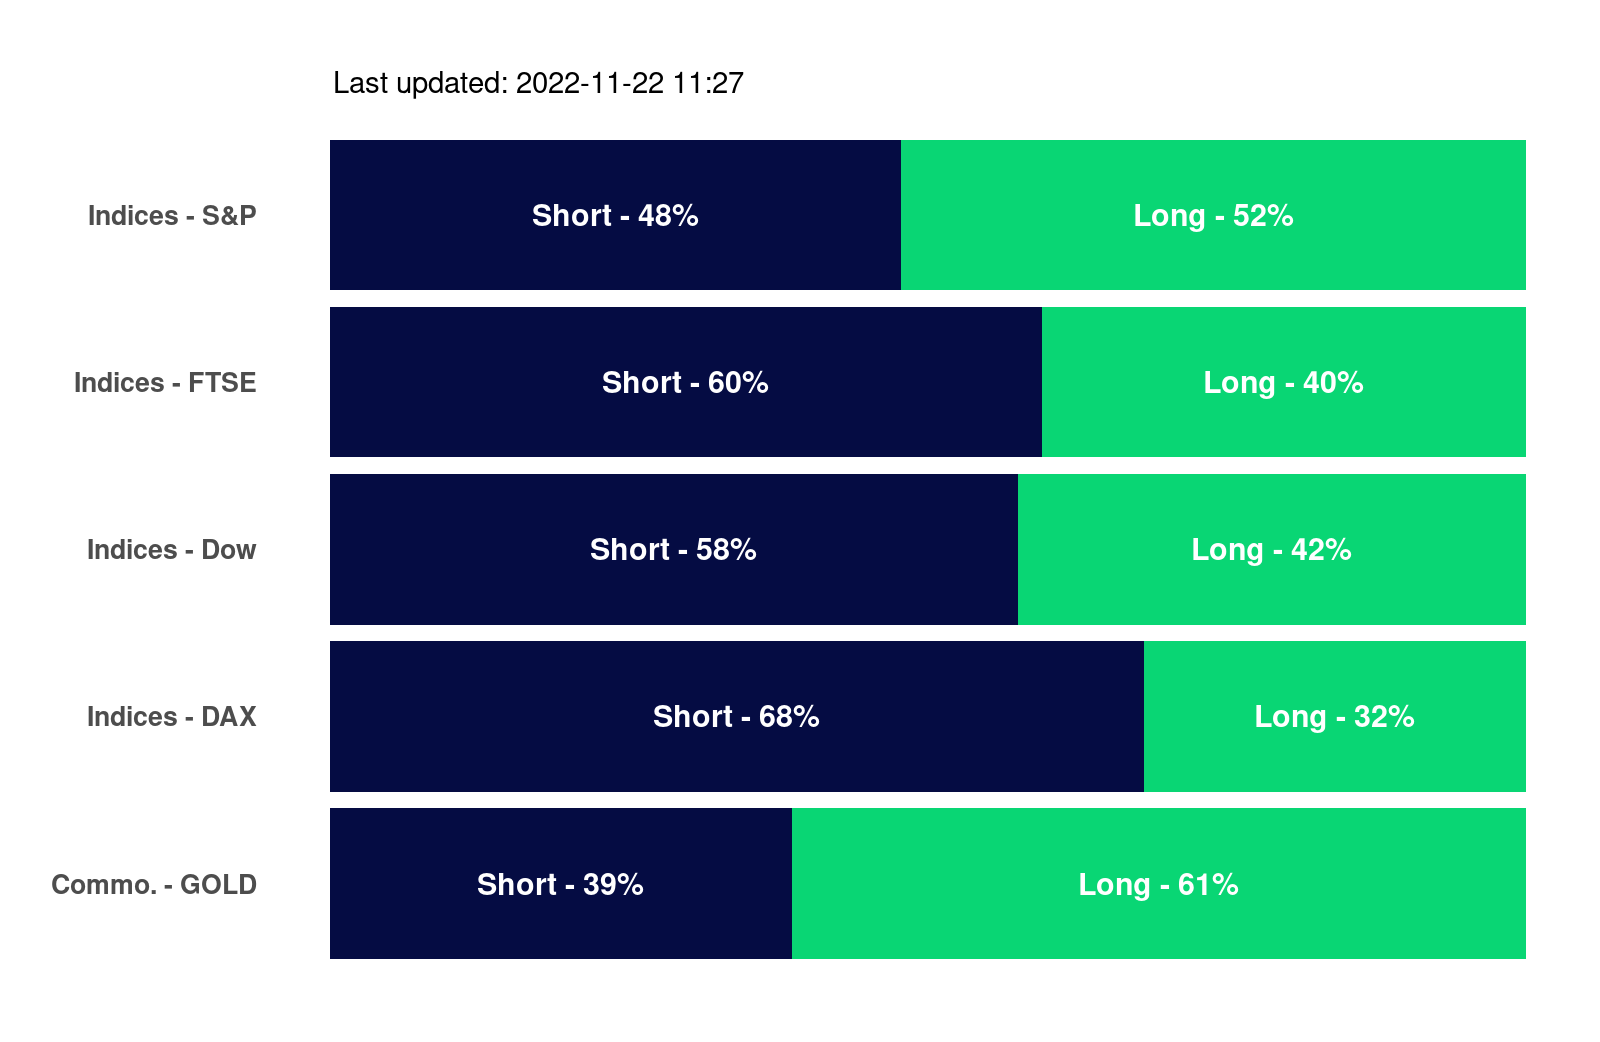 Last updated: 2022-11-22 11:27
Indices - S&P Short - 48% Long - 52%
Indices - FTSE Short - 60% Long - 40%
Indices - Dow Short - 58% Long - 42%
Indices - DAX Short - 68% Long - 32%
Commo. - GOLD Short - 39% Long - 61%